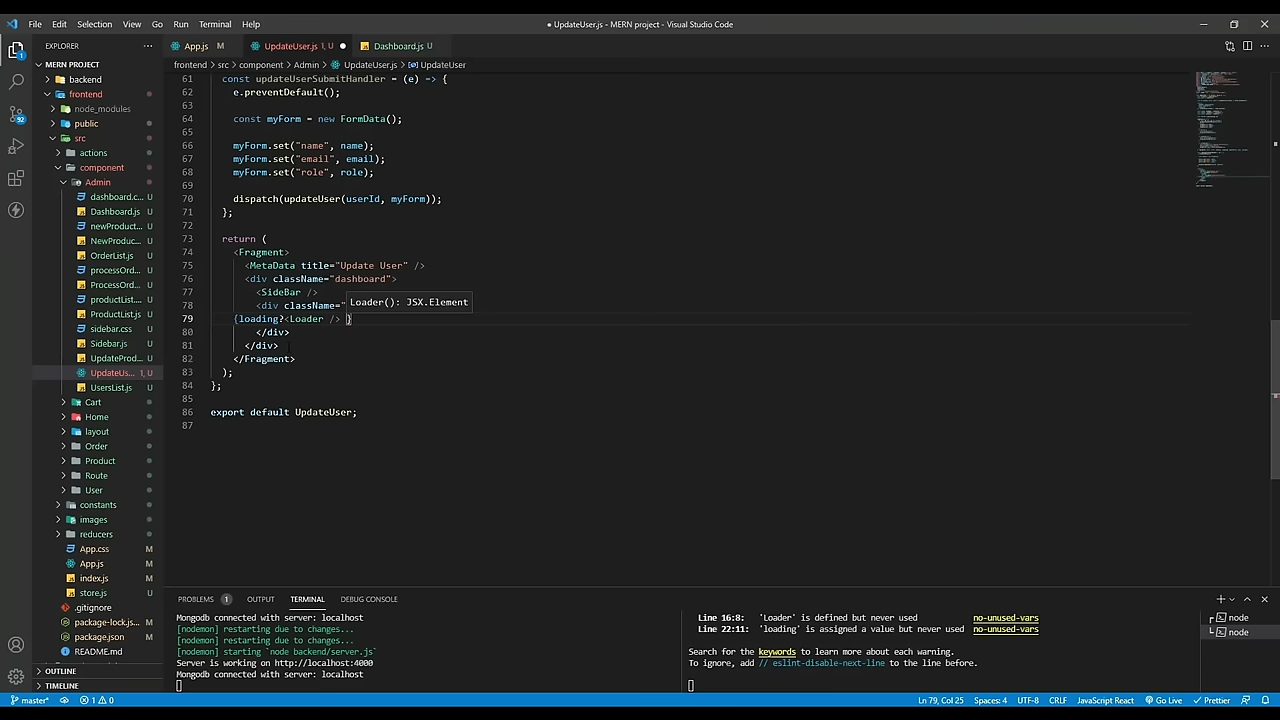 File Edit Selection View Go Run Terminal Help
● UpdateUser.js - MERN project - Visual Studio Code
EXPLORER
MERN PROJECT
backend
frontend
node_modules
public
src
actions
component
Admin
dashboard.c... U
Dashboard.js U
newProduct... U
NewProduc... U
OrderList.js U
processOrd... U
ProcessOrd... U
productList.... U
ProductList.js U
sidebar.css U
Sidebar.js U
UpdateProd... U
UpdateUs... 1, U
UsersList.js U
Cart
Home
layout
Order
Product
Route
User
constants
images
reducers
App.css M
App.js M
index.js M
store.js U
.gitignore
package-lock.js... M
package.json M
README.md
OUTLINE
TIMELINE
App.js M
UpdateUser.js 1, U ●
Dashboard.js U
frontend > src > component > Admin > UpdateUser.js > UpdateUser
61 const updateUserSubmitHandler = (e) => {
62 e.preventDefault();
63
64 const myForm = new FormData();
65
66 myForm.set("name", name);
67 myForm.set("email", email);
68 myForm.set("role", role);
69
70 dispatch(updateUser(userId, myForm));
71 };
72
73 return (
74 <Fragment>
75 <MetaData title="Update User" />
76 <div className="dashboard">
77 <SideBar />
78 <div className="
Loader(): JSX.Element
79 {loading?<Loader /> }
80 </div>
81 </div>
82 </Fragment>
83 );
84 };
85
86 export default UpdateUser;
87
PROBLEMS 1 OUTPUT TERMINAL DEBUG CONSOLE
Mongodb connected with server: localhost
[nodemon] restarting due to changes...
[nodemon] restarting due to changes...
[nodemon] starting `node backend/server.js`
Server is working on http://localhost:4000
Mongodb connected with server: localhost
Line 16:8: 'Loader' is defined but never used no-unused-vars
Line 22:11: 'loading' is assigned a value but never used no-unused-vars
Search for the keywords to learn more about each warning.
To ignore, add // eslint-disable-next-line to the line before.
node
node
1
52
master* 1 0
Ln 79, Col 25 Spaces: 4 UTF-8 CRLF JavaScript React Go Live Prettier